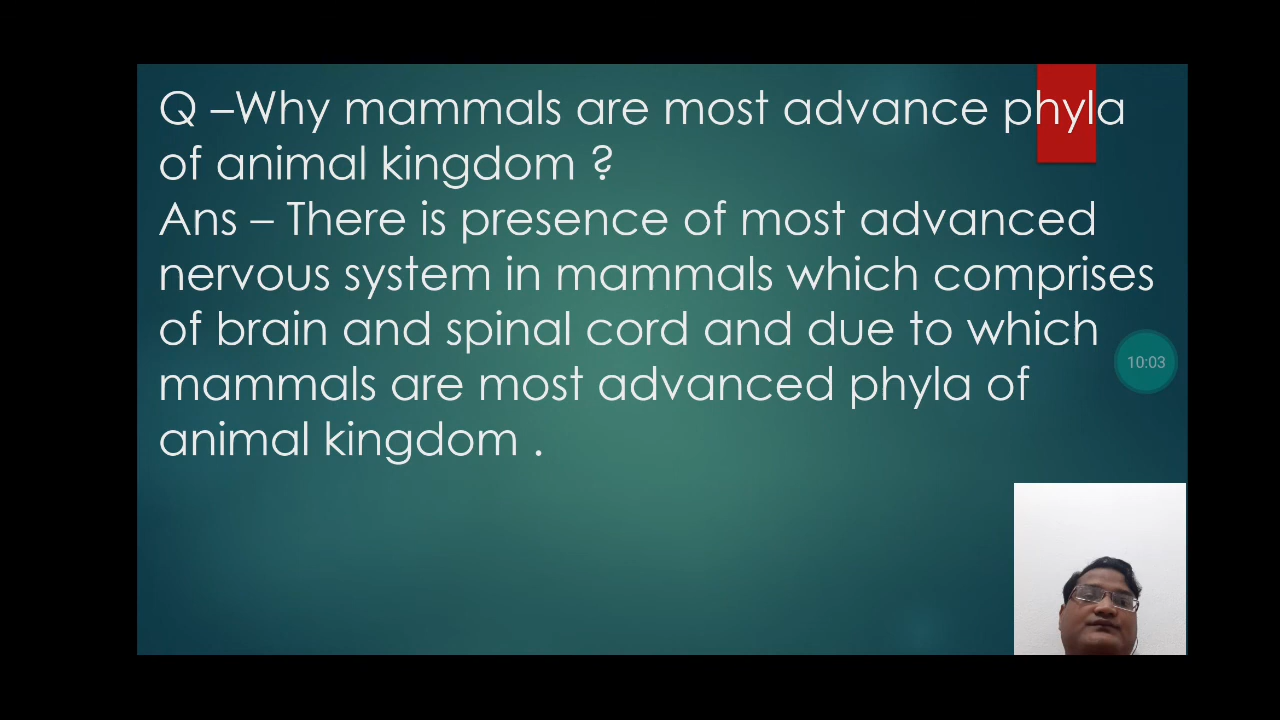 Q –Why mammals are most advance phyla
of animal kingdom ?
Ans – There is presence of most advanced
nervous system in mammals which comprises
of brain and spinal cord and due to which
mammals are most advanced phyla of
animal kingdom .
10:03